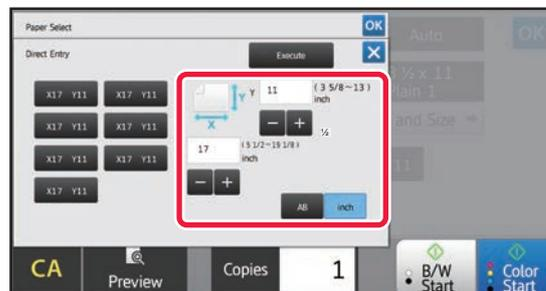 Paper Select
OK
Auto
OK
Direct Entry
Execute
X17 Y11
X17 Y11
Y
11
(3 5/8~13)
inch
8 ½ x 11
Plain 1
X17 Y11
X17 Y11
Y
X
½
and Size
X17 Y11
X17 Y11
17
(5 1/2~19 1/8)
inch
11
X17 Y11
AB
inch
CA
Preview
Copies
1
B/W
Start
Color
Start